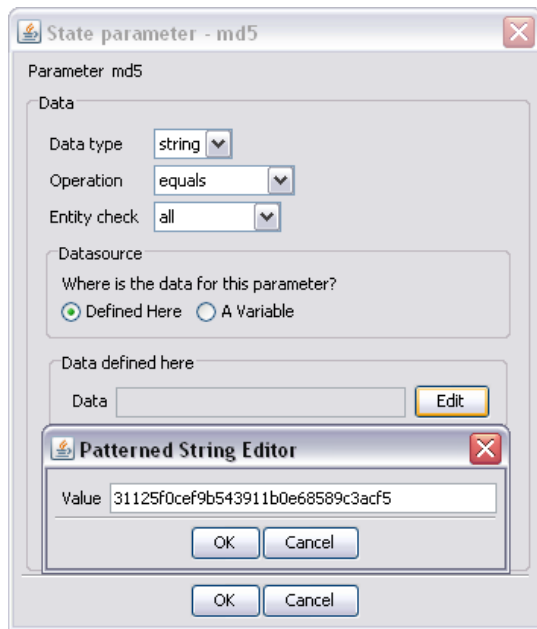 State parameter - md5
Parameter md5
Data
Data type string
Operation equals
Entity check all
Datasource
Where is the data for this parameter?
Defined Here A Variable
Data defined here
Data Edit
Patterned String Editor
Value 31125f0cef9b543911b0e68589c3acf5
OK Cancel
OK Cancel